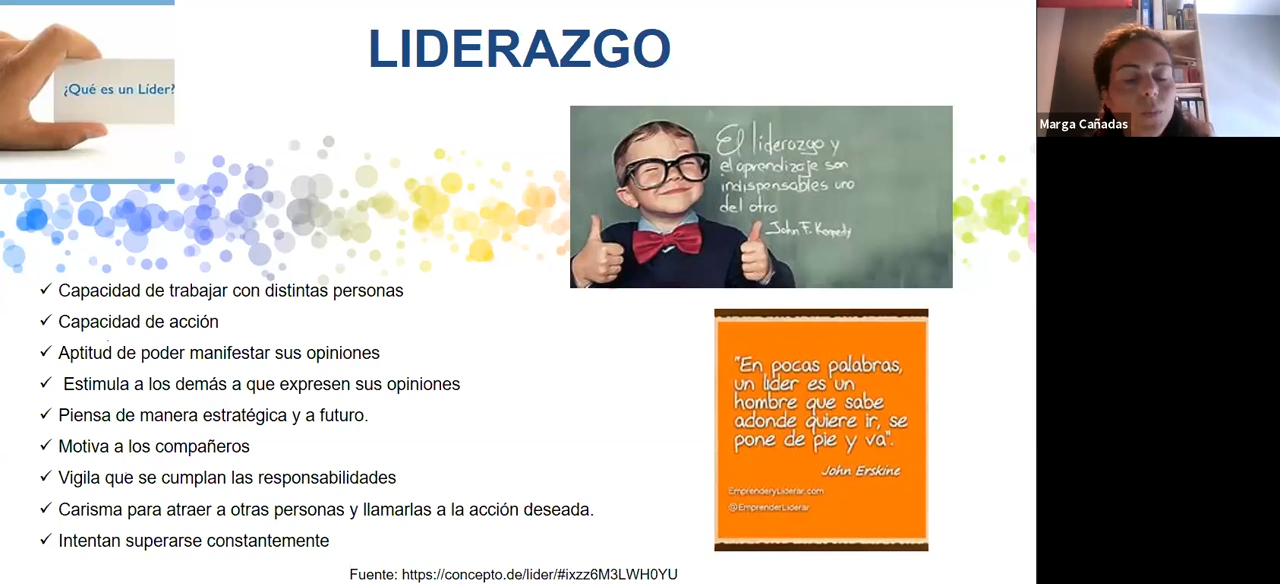 LIDERAZGO
¿Qué es un Líder?
El liderazgo y
el aprendizaje son
indispensables uno
del otro
John F. Kennedy
Marga Cañadas
✓ Capacidad de trabajar con distintas personas
✓ Capacidad de acción
✓ Aptitud de poder manifestar sus opiniones
✓ Estimula a los demás a que expresen sus opiniones
✓ Piensa de manera estratégica y a futuro.
✓ Motiva a los compañeros
✓ Vigila que se cumplan las responsabilidades
✓ Carisma para atraer a otras personas y llamarlas a la acción deseada.
✓ Intentan superarse constantemente
"En pocas palabras,
un lider es un
hombre que sabe
adonde quiere ir, se
pone de pie y va".
John Erskine
EmprenderyLiderar.com
@EmprenderLiderar
Fuente: https://concepto.de/lider/#ixzz6M3LWH0YU